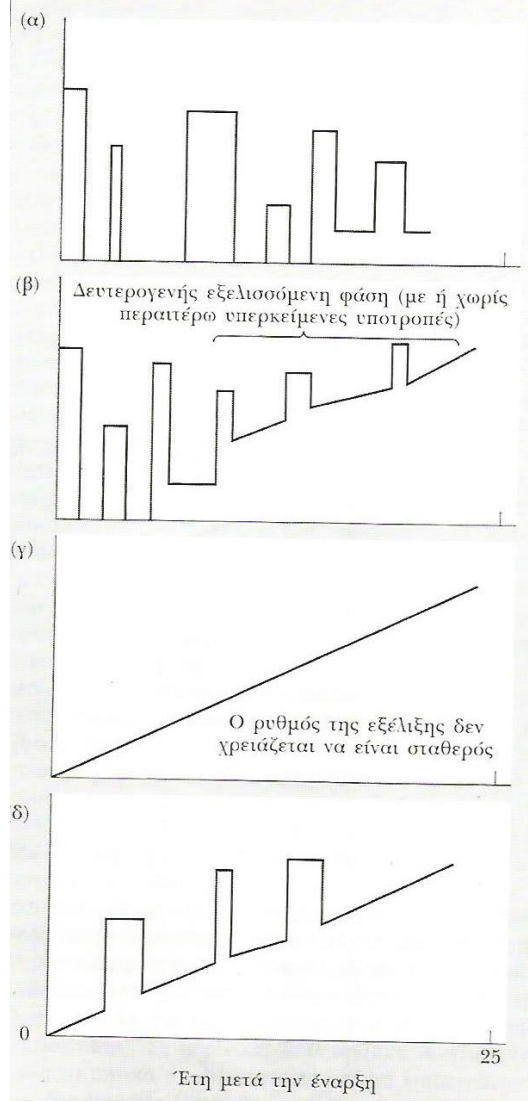 (α)
(β)
Δευτερογενής εξελισσόμενη φάση (με ή χωρίς
περαιτέρω υπερκείμενες υποτροπές)
(γ)
Ο ρυθμός της εξέλιξης δεν
χρειάζεται να είναι σταθερός
δ)
0
25
Έτη μετά την έναρξη